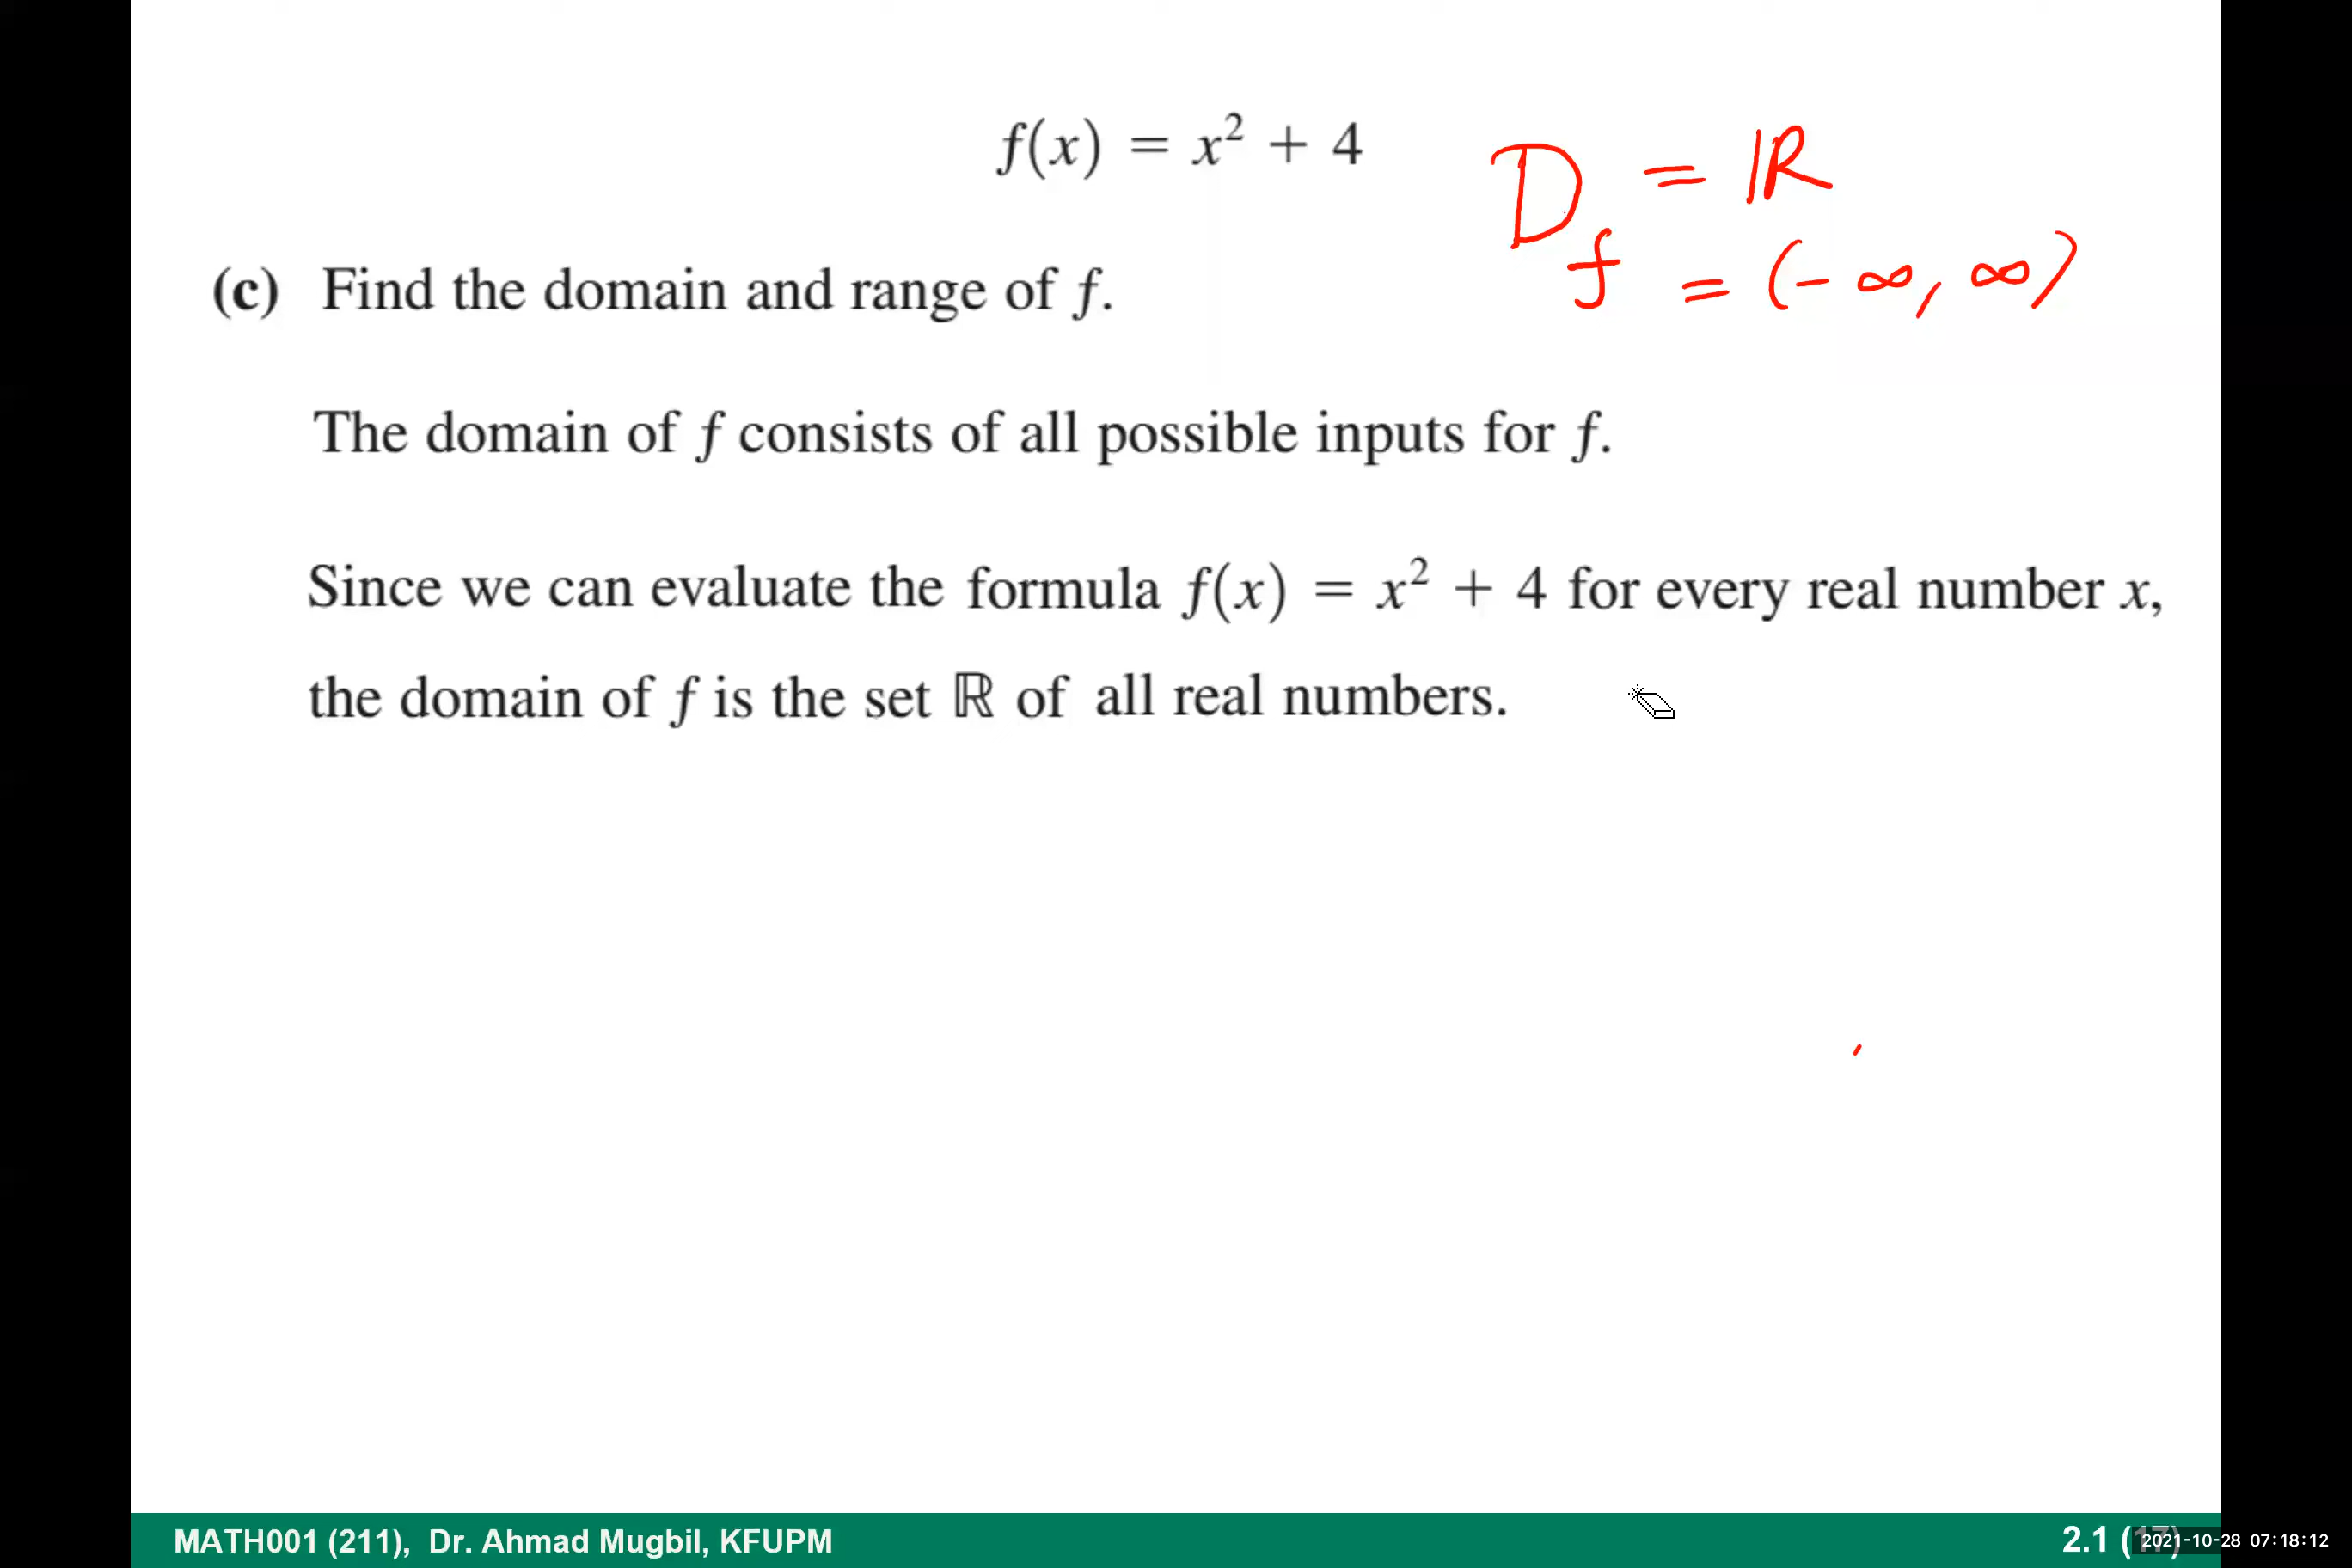 f(x) = x² + 4
D_f = ℝ
= (-∞, ∞)
(c) Find the domain and range of f.
The domain of f consists of all possible inputs for f.
Since we can evaluate the formula f(x) = x² + 4 for every real number x,
the domain of f is the set ℝ of all real numbers.
MATH001 (211), Dr. Ahmad Mugbil, KFUPM
2.1 (17)
2021-10-28 07:18:12